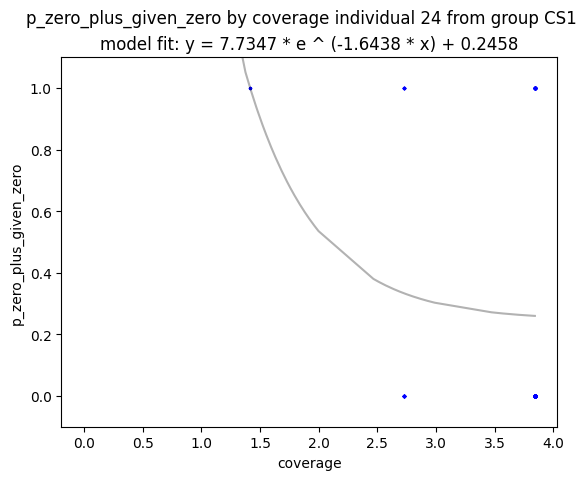 p_zero_plus_given_zero by coverage individual 24 from group CS1
model fit: y = 7.7347 * e ^ (-1.6438 * x) + 0.2458
1.0
0.8
0.6
0.4
0.2
0.0
p_zero_plus_given_zero
0.0 0.5 1.0 1.5 2.0 2.5 3.0 3.5 4.0
coverage